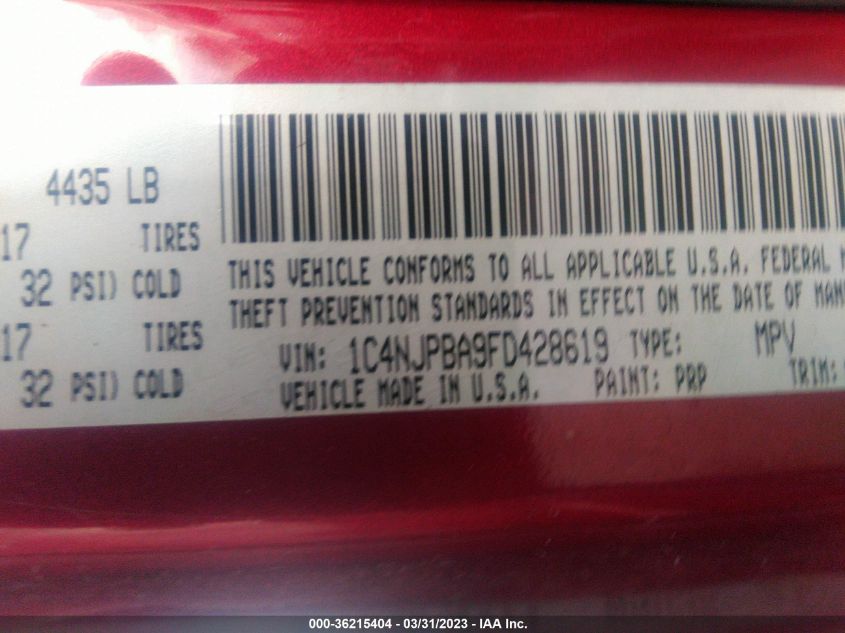 4435 LB
17 TIRES
32 PSI) COLD
17 TIRES
32 PSI) COLD
THIS VEHICLE CONFORMS TO ALL APPLICABLE U.S.A. FEDERAL
THEFT PREVENTION STANDARDS IN EFFECT ON THE DATE OF MAN
VIN: 1C4NJPBA9FD428619 TYPE: MPV
VEHICLE MADE IN U.S.A. PAINT: PRP TRIM:
000-36215404 - 03/31/2023 - IAA Inc.